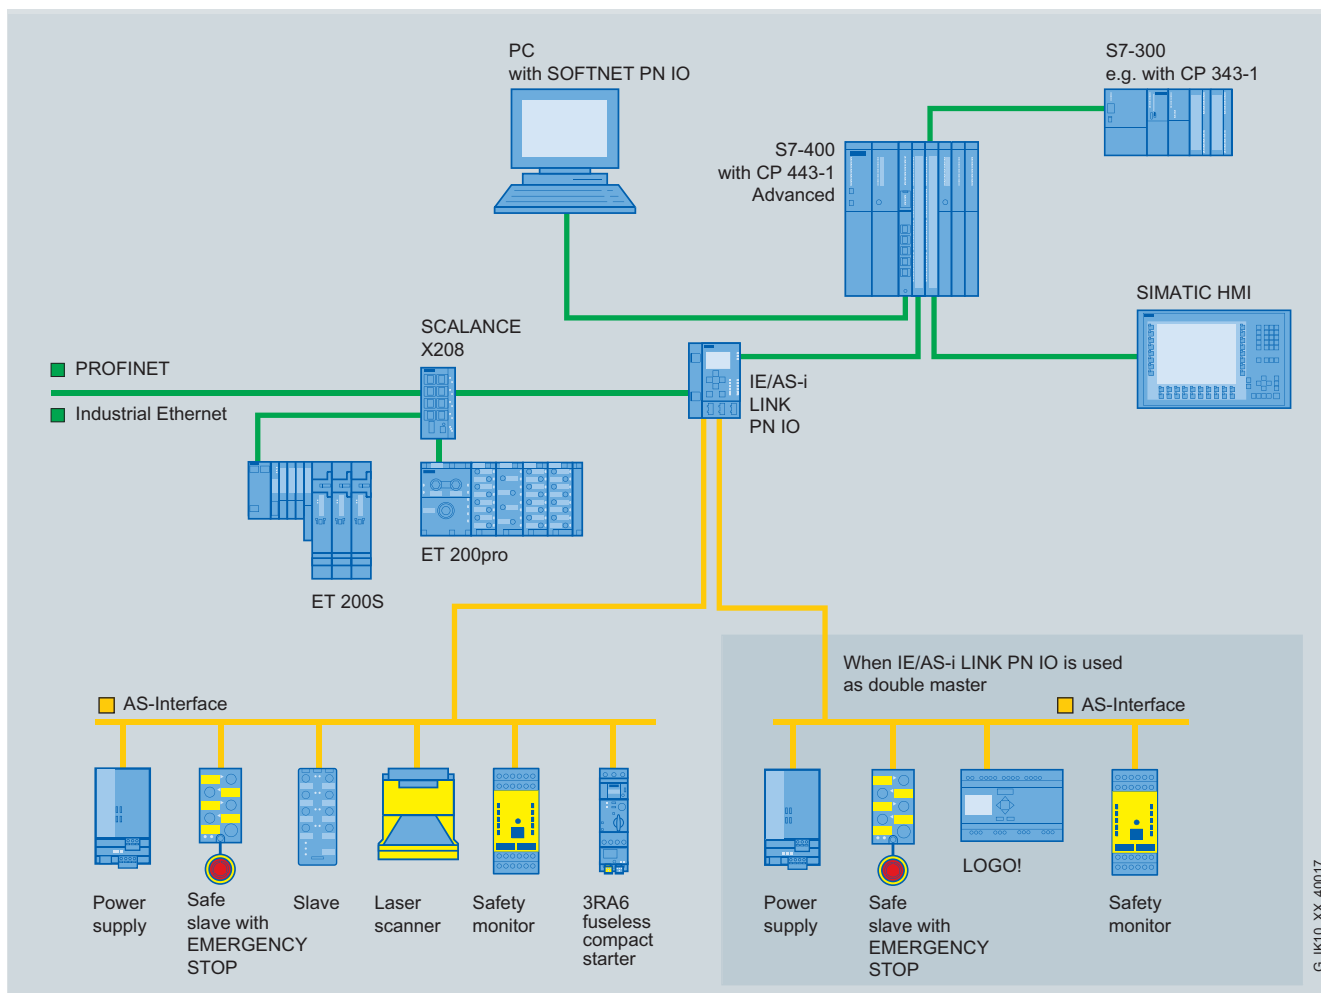 PC
with SOFTNET PN IO
S7-300
e.g. with CP 343-1
S7-400
with CP 443-1
Advanced
SIMATIC HMI
SCALANCE
X208
PROFINET
Industrial Ethernet
IE/AS-i
LINK
PN IO
ET 200pro
ET 200S
When IE/AS-i LINK PN IO is used
as double master
AS-Interface
AS-Interface
Power
supply
Safe
slave with
EMERGENCY
STOP
Slave
Laser
scanner
Safety
monitor
3RA6
fuseless
compact
starter
Power
supply
Safe
slave with
EMERGENCY
STOP
LOGO!
Safety
monitor
G_IK10_XX_40017